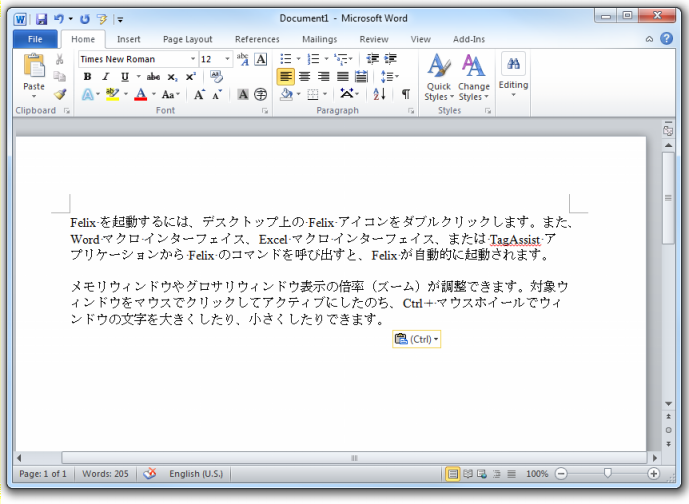 Document1 - Microsoft Word
File Home Insert Page Layout References Mailings Review View Add-Ins
Times New Roman 12
Paste
B I U abc X₂ X²
Quick Styles Change Styles Editing
Clipboard Font Paragraph Styles
Felix を起動するには、デスクトップ上の Felix アイコンをダブルクリックします。また、
Word マクロ インターフェイス、Excel マクロ インターフェイス、または TagAssist ア
プリケーションから Felix のコマンドを呼び出すと、Felix が自動的に起動されます。
メモリウィンドウやグロサリウィンドウ表示の倍率（ズーム）が調整できます。対象ウ
ィンドウをマウスでクリックしてアクティブにしたのち、Ctrl＋マウスホイールでウィ
ンドウの文字を大きくしたり、小さくしたりできます。
(Ctrl)
Page: 1 of 1 Words: 205 English (U.S.) 100%